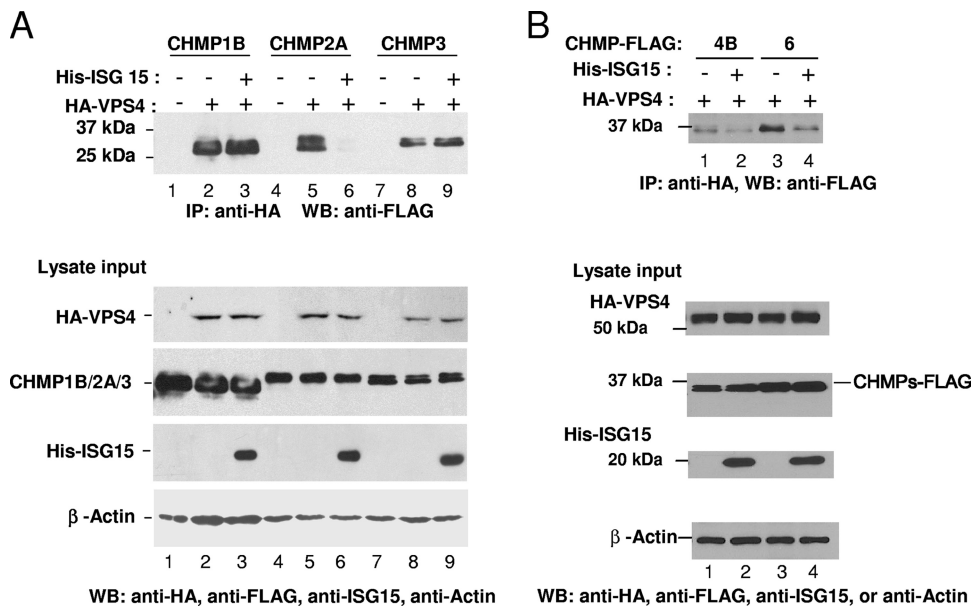 A
CHMP1B CHMP2A CHMP3
His-ISG 15 : - - + - - + - - +
HA-VPS4 : - + + - + + - + +
37 kDa
25 kDa
1 2 3 4 5 6 7 8 9
IP: anti-HA WB: anti-FLAG
Lysate input
HA-VPS4
CHMP1B/2A/3
His-ISG15
β -Actin
1 2 3 4 5 6 7 8 9
WB: anti-HA, anti-FLAG, anti-ISG15, anti-Actin
B
CHMP-FLAG: 4B 6
His-ISG15 : - + - +
HA-VPS4 : + + + +
37 kDa
1 2 3 4
IP: anti-HA, WB: anti-FLAG
Lysate input
HA-VPS4
50 kDa
37 kDa
CHMPs-FLAG
His-ISG15
20 kDa
β -Actin
1 2 3 4
WB: anti-HA, anti-FLAG, anti-ISG15, or anti-Actin